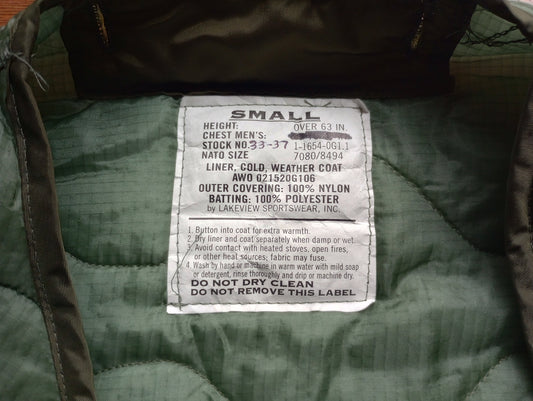 SMALL
HEIGHT: OVER 63 IN.
CHEST MEN'S:
STOCK NO. 33-37 1-1654-0G1.1
NATO SIZE 7080/8494
LINER, COLD, WEATHER COAT
AWO Q21520G106
OUTER COVERING: 100% NYLON
BATTING: 100% POLYESTER
by LAKEVIEW SPORTSWEAR, INC.
1. Button into coat for extra warmth.
2. Dry liner and coat separately when damp or wet.
3. Avoid contact with heated stoves, open fires,
or other heat sources; fabric may fuse.
4. Wash by hand or machine in warm water with mild soap
or detergent, rinse thoroughly and drip or machine dry.
DO NOT DRY CLEAN
DO NOT REMOVE THIS LABEL